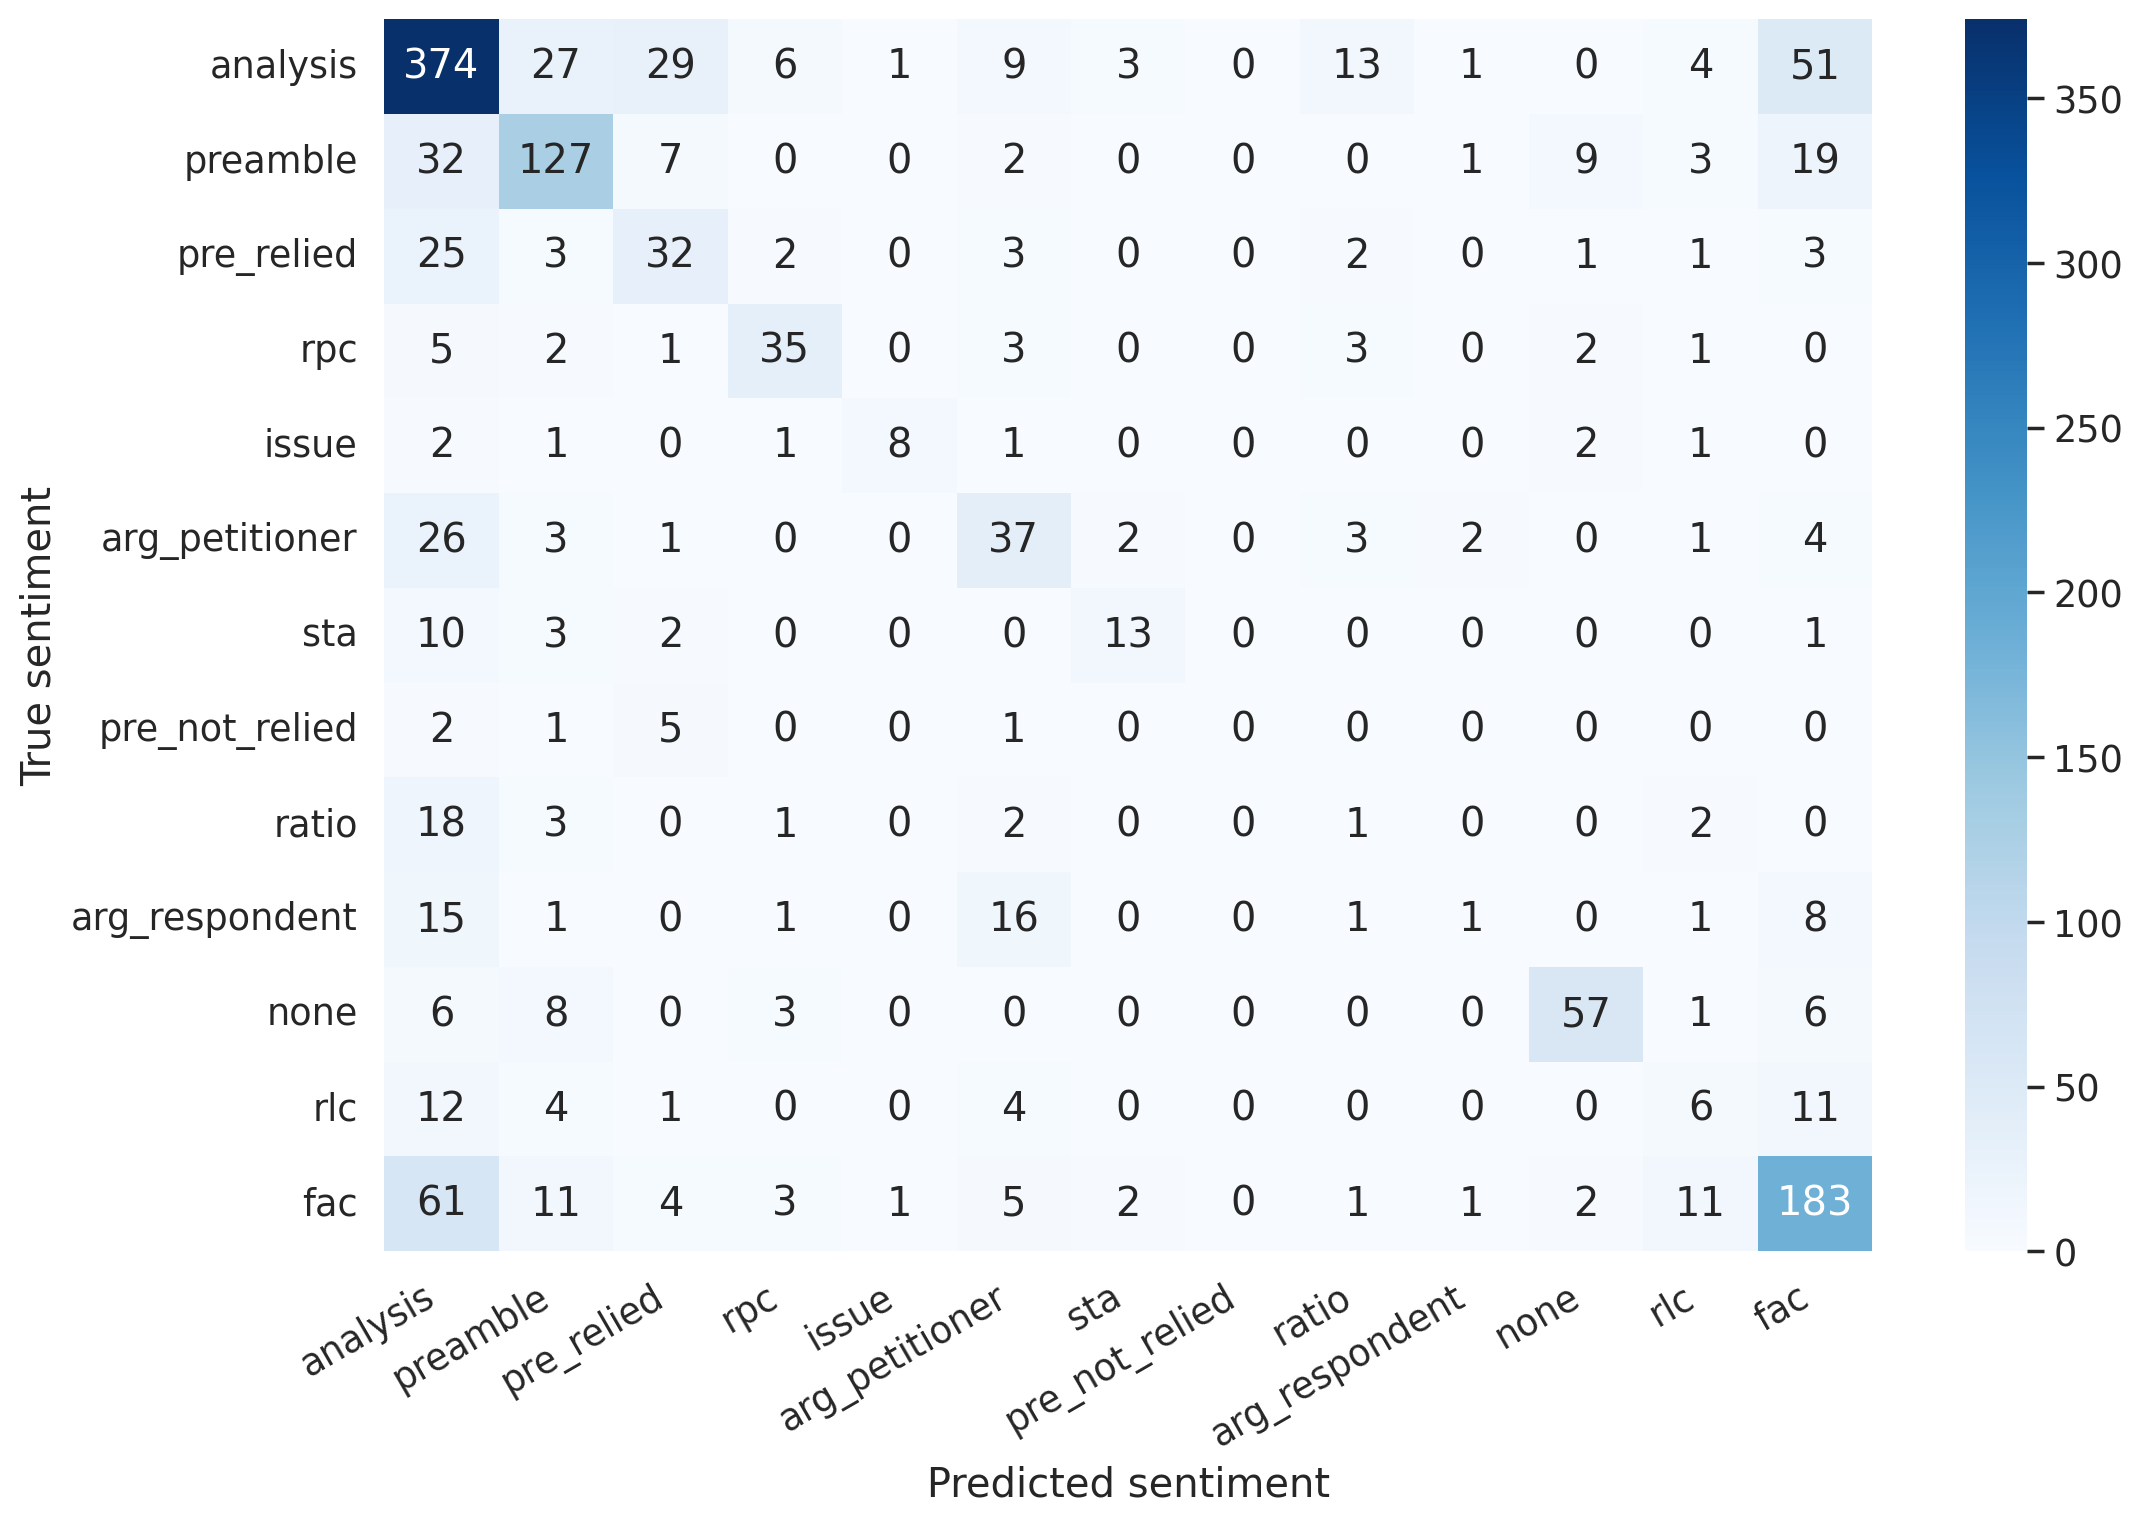 analysis 374 27 29 6 1 9 3 0 13 1 0 4 51
preamble 32 127 7 0 0 2 0 0 0 1 9 3 19
pre_relied 25 3 32 2 0 3 0 0 2 0 1 1 3
rpc 5 2 1 35 0 3 0 0 3 0 2 1 0
issue 2 1 0 1 8 1 0 0 0 0 2 1 0
arg_petitioner 26 3 1 0 0 37 2 0 3 2 0 1 4
sta 10 3 2 0 0 0 13 0 0 0 0 0 1
pre_not_relied 2 1 5 0 0 1 0 0 0 0 0 0 0
ratio 18 3 0 1 0 2 0 0 1 0 0 2 0
arg_respondent 15 1 0 1 0 16 0 0 1 1 0 1 8
none 6 8 0 3 0 0 0 0 0 0 57 1 6
rlc 12 4 1 0 0 4 0 0 0 0 0 6 11
fac 61 11 4 3 1 5 2 0 1 1 2 11 183
analysis preamble pre_relied rpc issue arg_petitioner sta pre_not_relied ratio arg_respondent none rlc fac
Predicted sentiment
True sentiment
350
300
250
200
150
100
50
0